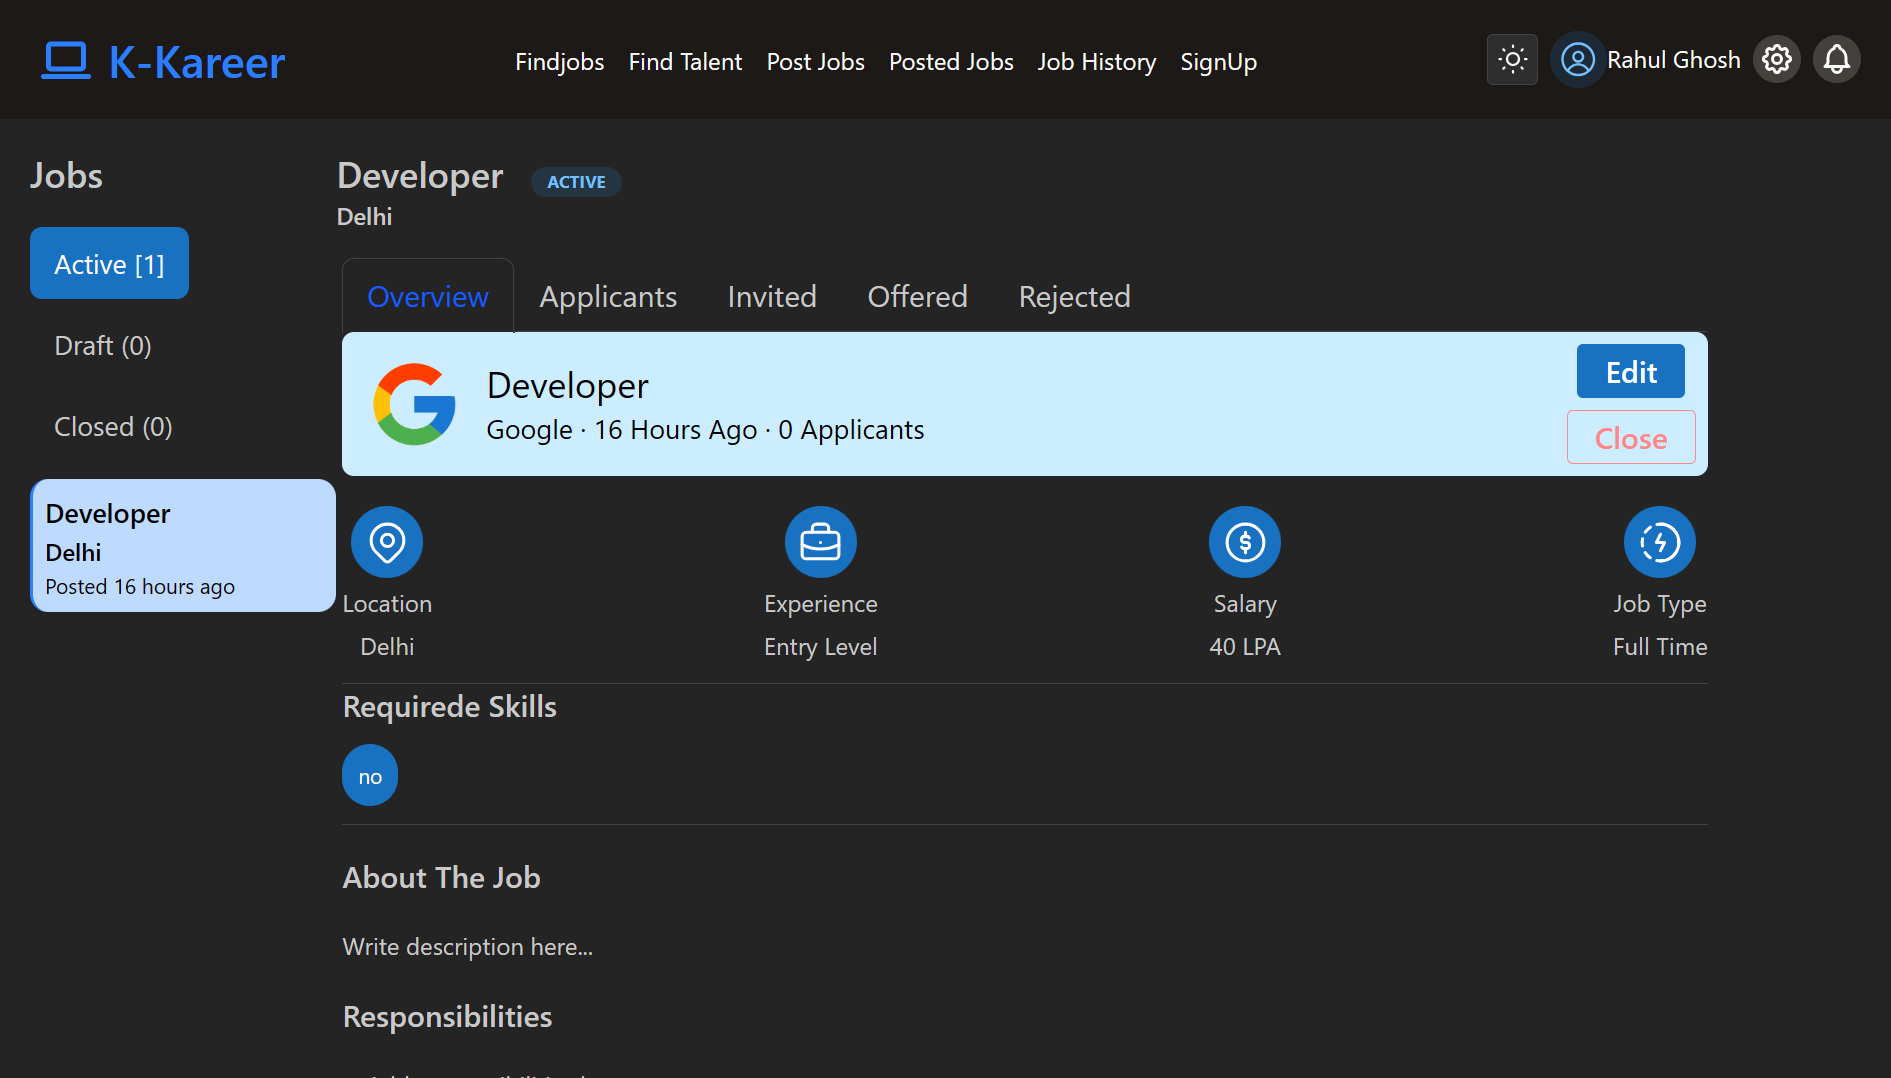 K-Kareer
Findjobs Find Talent Post Jobs Posted Jobs Job History SignUp
Rahul Ghosh
Jobs
Active [1]
Draft (0)
Closed (0)
Developer
Delhi
Posted 16 hours ago
Developer ACTIVE
Delhi
Overview Applicants Invited Offered Rejected
Developer
Google · 16 Hours Ago · 0 Applicants
Edit
Close
Location Experience Salary Job Type
Delhi Entry Level 40 LPA Full Time
Requirede Skills
no
About The Job
Write description here...
Responsibilities